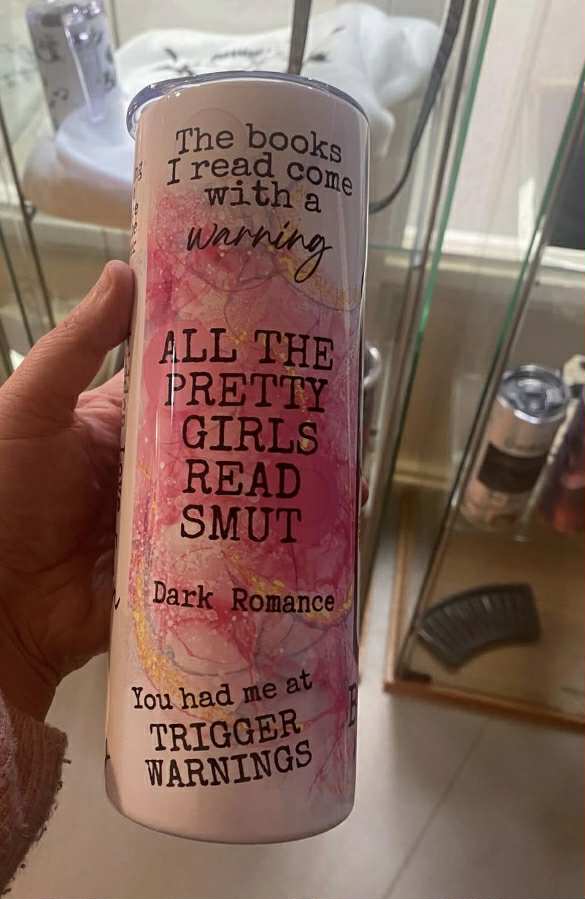 The books
I read come
with a
warning
ALL THE
PRETTY
GIRLS
READ
SMUT
Dark Romance
You had me at
TRIGGER
WARNINGS